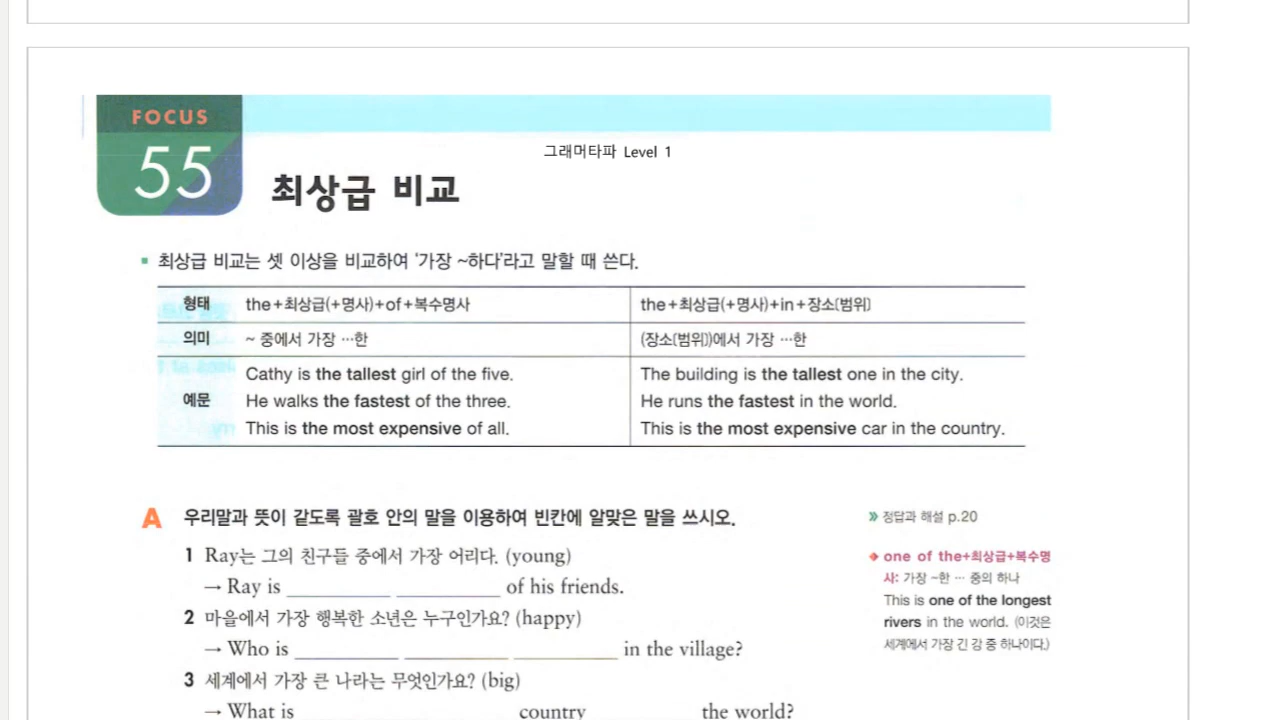 FOCUS
55
그래머타파 Level 1
최상급 비교
최상급 비교는 셋 이상을 비교하여 '가장 ~하다'라고 말할 때 쓴다.
형태 the+최상급(+명사)+of+복수명사 the+최상급(+명사)+in+장소[범위]
의미 ~ 중에서 가장 …한 (장소[범위])에서 가장 …한
예문
Cathy is the tallest girl of the five. The building is the tallest one in the city.
He walks the fastest of the three. He runs the fastest in the world.
This is the most expensive of all. This is the most expensive car in the country.
A 우리말과 뜻이 같도록 괄호 안의 말을 이용하여 빈칸에 알맞은 말을 쓰시오.
1 Ray는 그의 친구들 중에서 가장 어리다. (young)
→ Ray is __________ __________ of his friends.
2 마을에서 가장 행복한 소년은 누구인가요? (happy)
→ Who is __________ __________ __________ in the village?
3 세계에서 가장 큰 나라는 무엇인가요? (big)
→ What is country the world?
» 정답과 해설 p.20
one of the+최상급+복수명
사: 가장 ~한 … 중의 하나
This is one of the longest
rivers in the world. (이것은
세계에서 가장 긴 강 중 하나이다.)